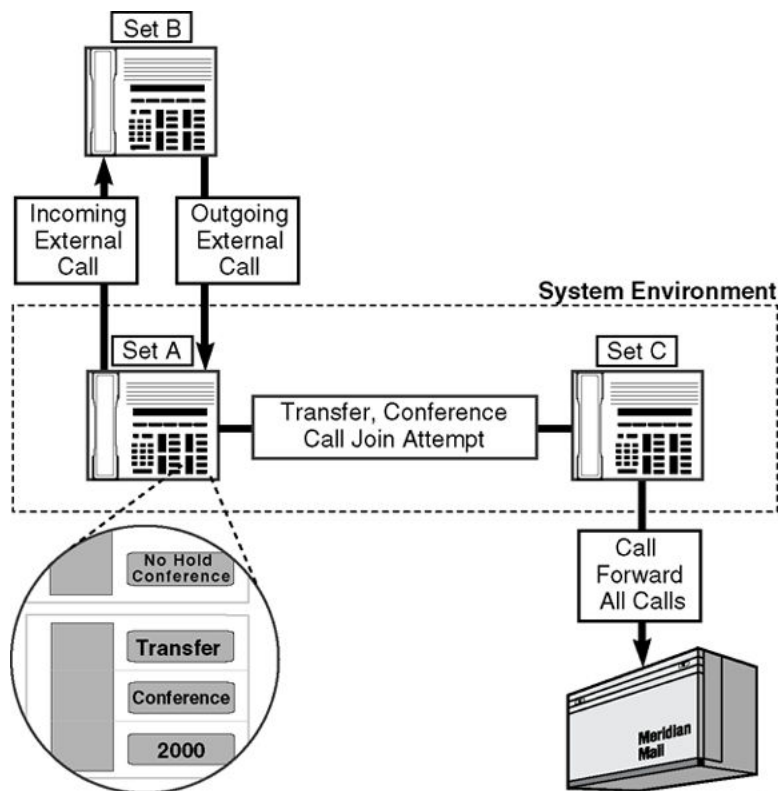 Set B
Incoming
External
Call
Outgoing
External
Call
System Environment
Set A
Set C
Transfer, Conference
Call Join Attempt
No Hold
Conference
Transfer
Conference
2000
Call
Forward
All Calls
Meridian
Mail